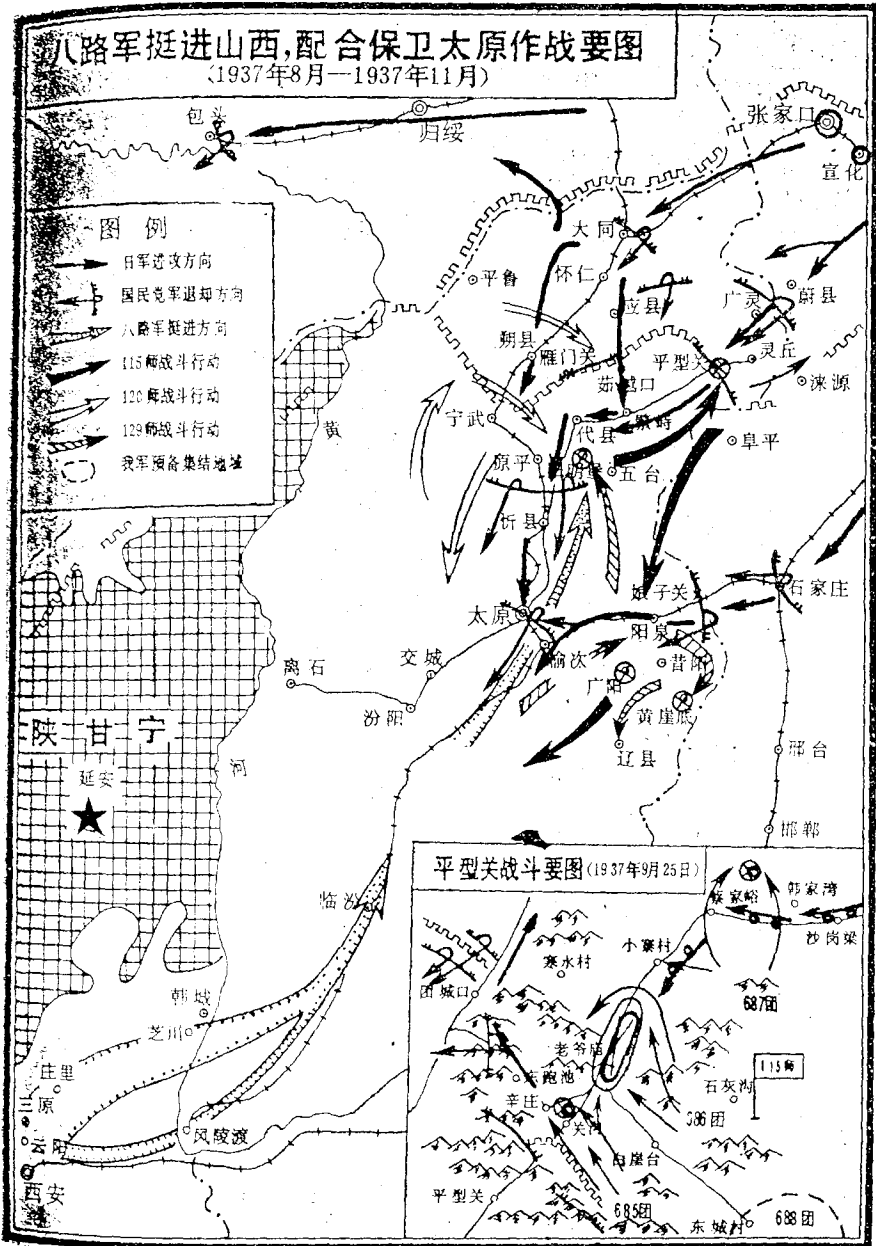 八路军挺进山西,配合保卫太原作战要图
(1937年8月—1937年11月)
包头
归绥
张家口
宣化
图例
日军进攻方向
国民党军退却方向
八路军挺进方向
115师战斗行动
120师战斗行动
129师战斗行动
我军预备集结地域
大同
平鲁
怀仁
应县
广灵
蔚县
朔县
雁门关
平型关
灵丘
涞源
茹越口
宁武
代县
繁峙
阜平
黄
河
原平
五台
忻县
太原
娘子关
石家庄
阳泉
榆次
昔阳
离石
交城
汾阳
广阳
黄崖底
辽县
陕甘宁
延安
邢台
邯郸
临汾
韩城
芝川
庄里
三原
云阳
西安
风陵渡
平型关战斗要图(1937年9月25日)
蔡家峪
韩家湾
沙岗梁
小寨村
寒水村
团城口
687团
老爷庙
东跑池
石灰沟
115师
辛庄
关沟
686团
白崖台
平型关
685团
东城村
688团